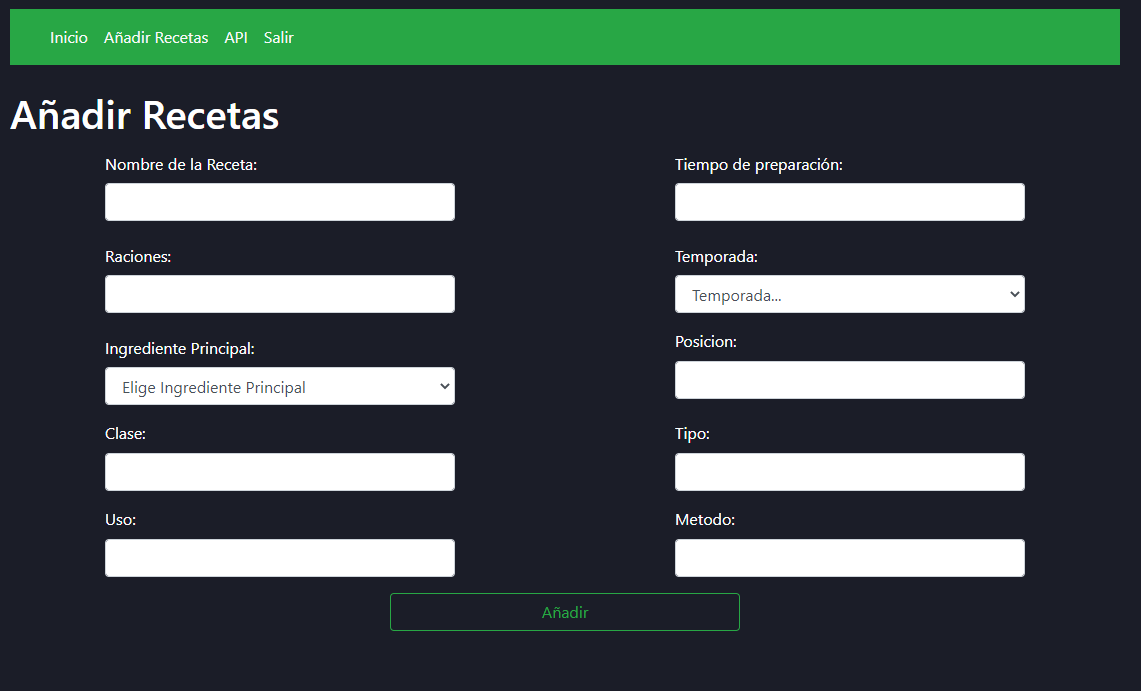 Inicio Añadir Recetas API Salir
Añadir Recetas
Nombre de la Receta:
Tiempo de preparación:
Raciones:
Temporada:
Temporada...
Ingrediente Principal:
Elige Ingrediente Principal
Posicion:
Clase:
Tipo:
Uso:
Metodo:
Añadir